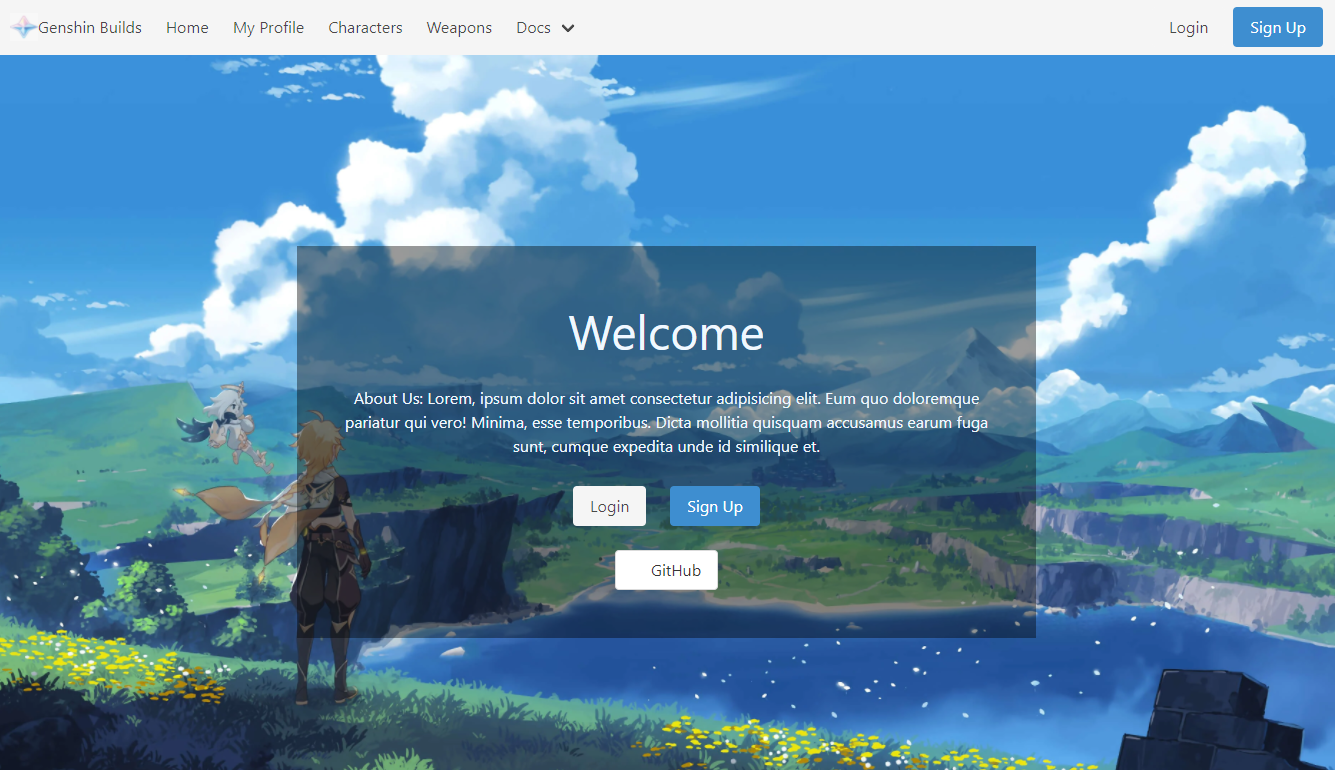 Genshin Builds Home My Profile Characters Weapons Docs Login Sign Up
Welcome
About Us: Lorem, ipsum dolor sit amet consectetur adipisicing elit. Eum quo doloremque
pariatur qui vero! Minima, esse temporibus. Dicta mollitia quisquam accusamus earum fuga
sunt, cumque expedita unde id similique et.
Login Sign Up
GitHub